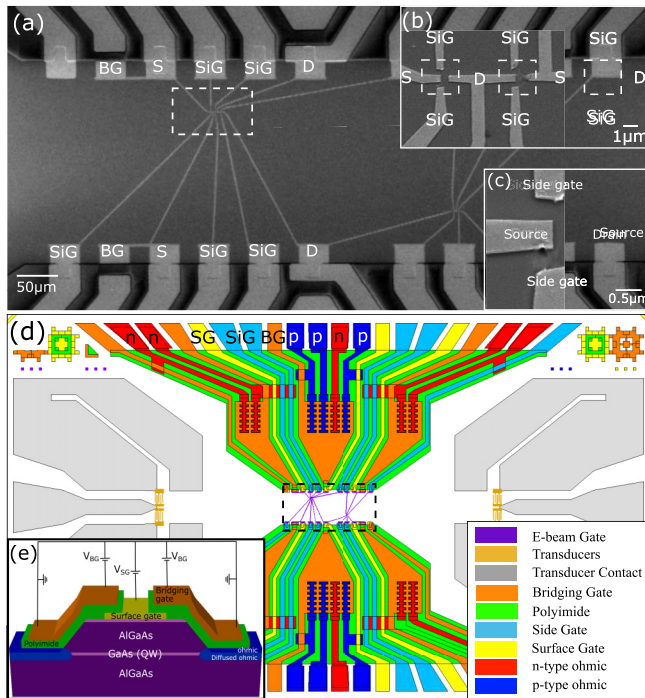 (a)
BG S SiG SiG D
SiG BG S SiG SiG D
50μm
(b)
SiG SiG SiG
S D S D
SiG SiG SiG
SiG
1μm
(c)
Side gate
Source
Drain
Source
Side gate
0.5μm
(d)
n n SG SiG BG p p n p
(e)
V_BG V_SG V_BG
Bridging
gate
Surface gate
Polyimide
AlGaAs
GaAs (QW)
AlGaAs
ohmic
Diffused ohmic
E-beam Gate
Transducers
Transducer Contact
Bridging Gate
Polyimide
Side Gate
Surface Gate
n-type ohmic
p-type ohmic